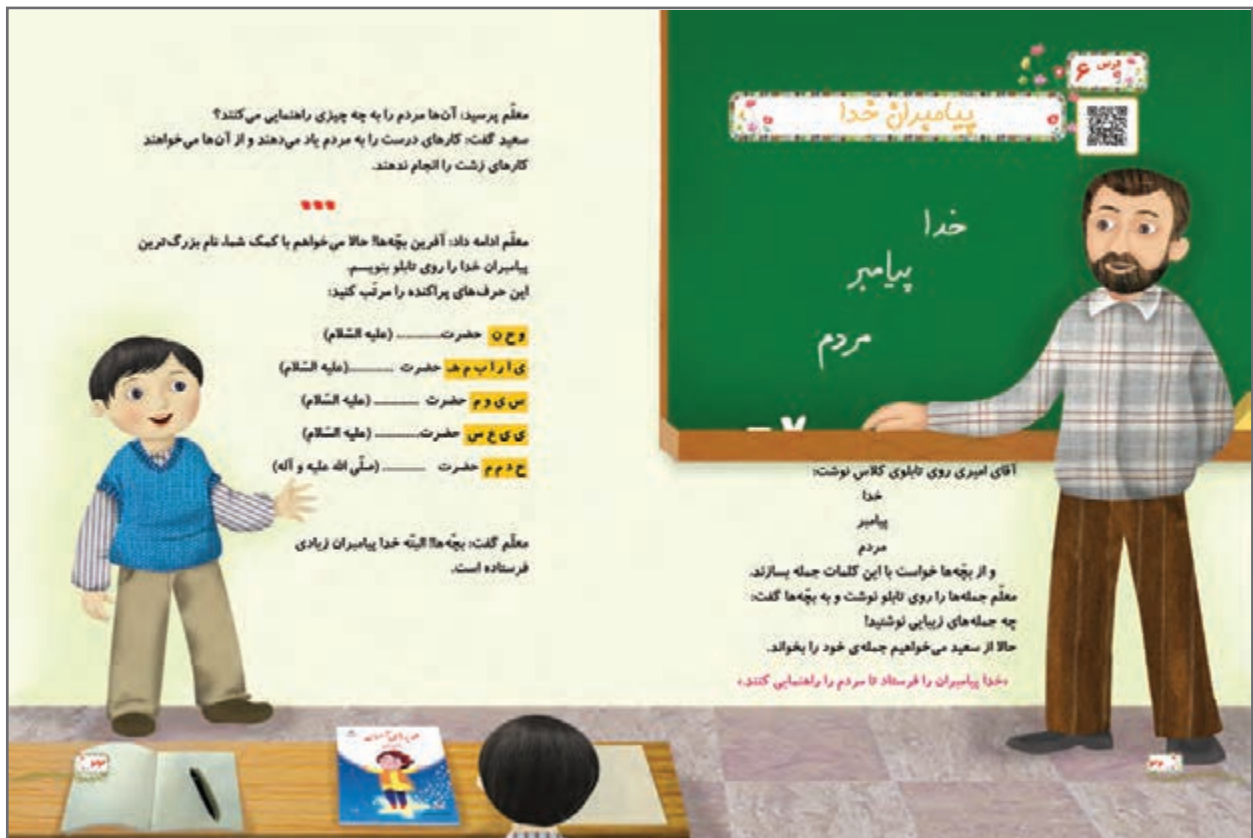 درس ۶
پیامبران خدا
خدا
پیامبر
مردم
آقای امیری روی تابلوی کلاس نوشت:
خدا
پیامبر
مردم
و از بچّه‌ها خواست با این کلمات جمله بسازند.
معلّم جمله‌ها را روی تابلو نوشت و به بچّه‌ها گفت:
چه جمله‌های زیبایی نوشتید!
حالا از سعید می‌خواهیم جمله‌ی خود را بخواند.
«خدا پیامبران را فرستاد تا مردم را راهنمایی کنند.»
معلّم پرسید: آن‌ها مردم را به چه چیزی راهنمایی می‌کنند؟
سعید گفت: کارهای درست را به مردم یاد می‌دهند و از آن‌ها می‌خواهند
کارهای زشت را انجام ندهند.
معلّم ادامه داد: آفرین بچّه‌ها! حالا می‌خواهم با کمک شما، نام بزرگ‌ترین
پیامبران خدا را روی تابلو بنویسم.
این حرف‌های پراکنده را مرتّب کنید:
و ح ن حضرت ............ (علیه السّلام)
ی ا ر ا ب م هـ حضرت ............ (علیه السّلام)
س ی و م حضرت ............ (علیه السّلام)
ی ی ع س حضرت ............ (علیه السّلام)
ح د م م حضرت ............ (صلّی الله علیه و آله)
معلّم گفت: بچّه‌ها! البتّه خدا پیامبران زیادی
فرستاده است.